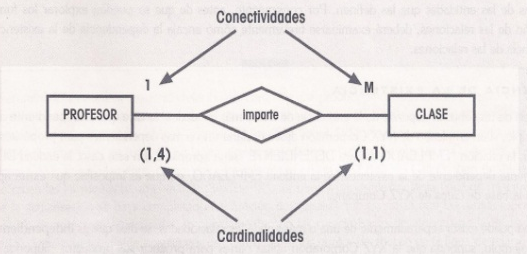 Conectividades
1 M
PROFESOR Imparte CLASE
(1,4) (1,1)
Cardinalidades